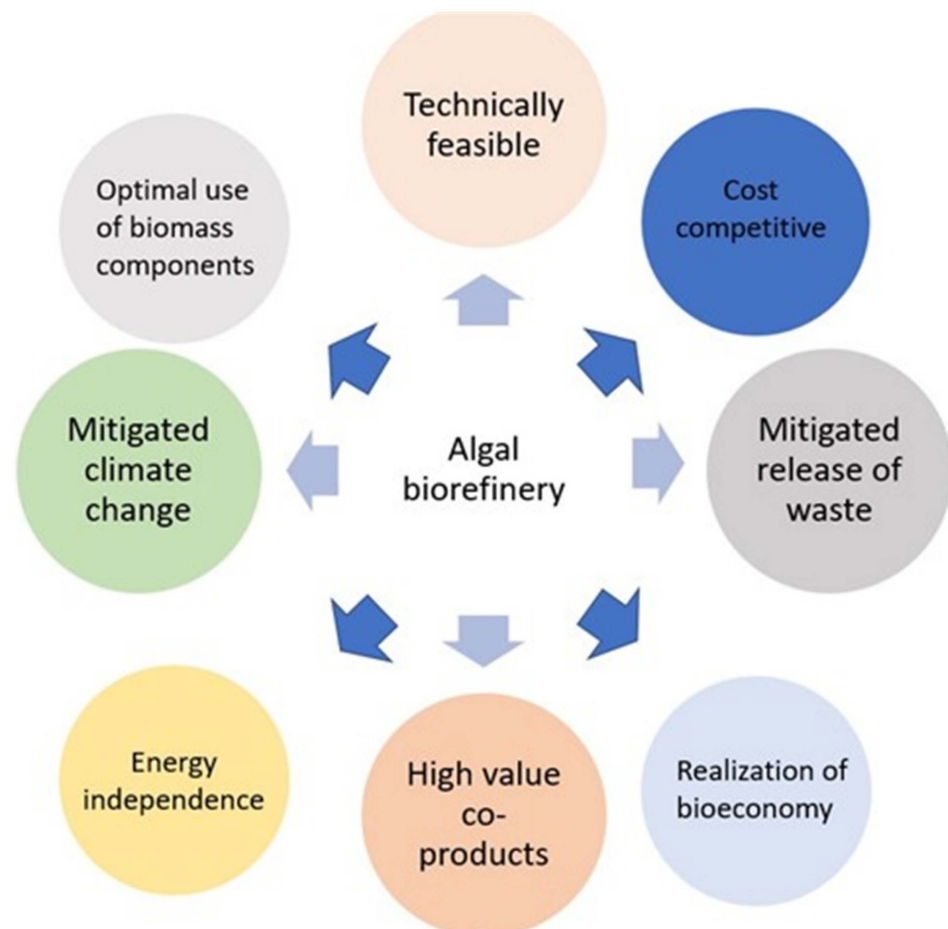 Technically
feasible
Optimal use
of biomass
components
Cost
competitive
Mitigated
climate
change
Algal
biorefinery
Mitigated
release of
waste
Energy
independence
High value
co-
products
Realization of
bioeconomy